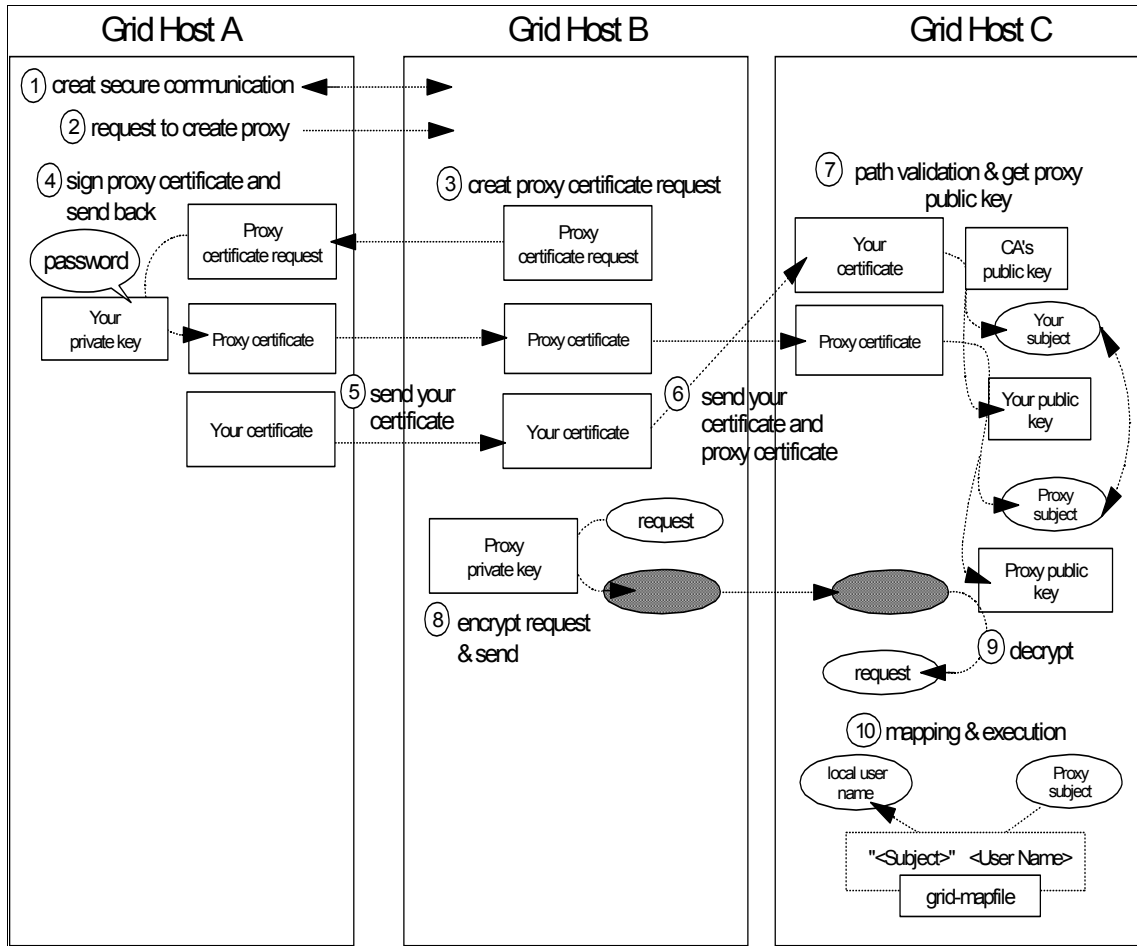 Grid Host A
Grid Host B
Grid Host C
1 creat secure communication
2 request to create proxy
4 sign proxy certificate and
send back
password
Proxy
certificate request
Your
private key
Proxy certificate
Your certificate
5 send your
certificate
3 creat proxy certificate request
Proxy
certificate request
Proxy certificate
Your certificate
6 send your
certificate and
proxy certificate
request
Proxy
private key
8 encrypt request
& send
7 path validation & get proxy
public key
Your
certificate
CA's
public key
Your
subject
Proxy certificate
Your public
key
Proxy
subject
Proxy public
key
9 decrypt
request
10 mapping & execution
local user
name
Proxy
subject
"<Subject>" <User Name>
grid-mapfile